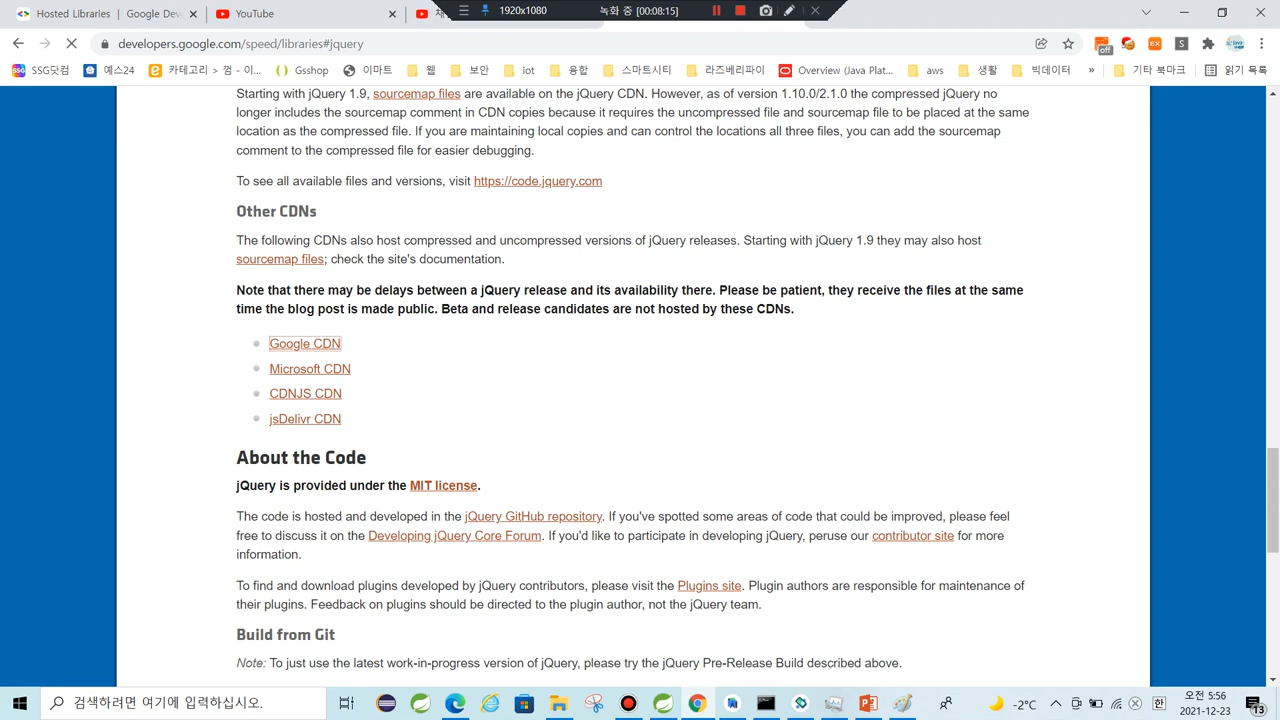 Hosted Libraries | Google Dev
YouTube
1920x1080
녹화 중 [00:08:15]
developers.google.com/speed/libraries#jquery
off
SSG닷컴
예스24
카테고리 > 껌 - 이...
Gsshop
이마트
웹
보안
iot
융합
스마트시티
라즈베리파이
Overview (Java Plat...
aws
생활
빅데이터
»
기타 북마크
읽기 목록
Starting with jQuery 1.9, sourcemap files are available on the jQuery CDN. However, as of version 1.10.0/2.1.0 the compressed jQuery no
longer includes the sourcemap comment in CDN copies because it requires the uncompressed file and sourcemap file to be placed at the same
location as the compressed file. If you are maintaining local copies and can control the locations all three files, you can add the sourcemap
comment to the compressed file for easier debugging.
To see all available files and versions, visit https://code.jquery.com
Other CDNs
The following CDNs also host compressed and uncompressed versions of jQuery releases. Starting with jQuery 1.9 they may also host
sourcemap files; check the site's documentation.
Note that there may be delays between a jQuery release and its availability there. Please be patient, they receive the files at the same
time the blog post is made public. Beta and release candidates are not hosted by these CDNs.
Google CDN
Microsoft CDN
CDNJS CDN
jsDelivr CDN
About the Code
jQuery is provided under the MIT license.
The code is hosted and developed in the jQuery GitHub repository. If you've spotted some areas of code that could be improved, please feel
free to discuss it on the Developing jQuery Core Forum. If you'd like to participate in developing jQuery, peruse our contributor site for more
information.
To find and download plugins developed by jQuery contributors, please visit the Plugins site. Plugin authors are responsible for maintenance of
their plugins. Feedback on plugins should be directed to the plugin author, not the jQuery team.
Build from Git
Note: To just use the latest work-in-progress version of jQuery, please try the jQuery Pre-Release Build described above.
검색하려면 여기에 입력하십시오.
-2°C
한
오전 5:56
2021-12-23
13